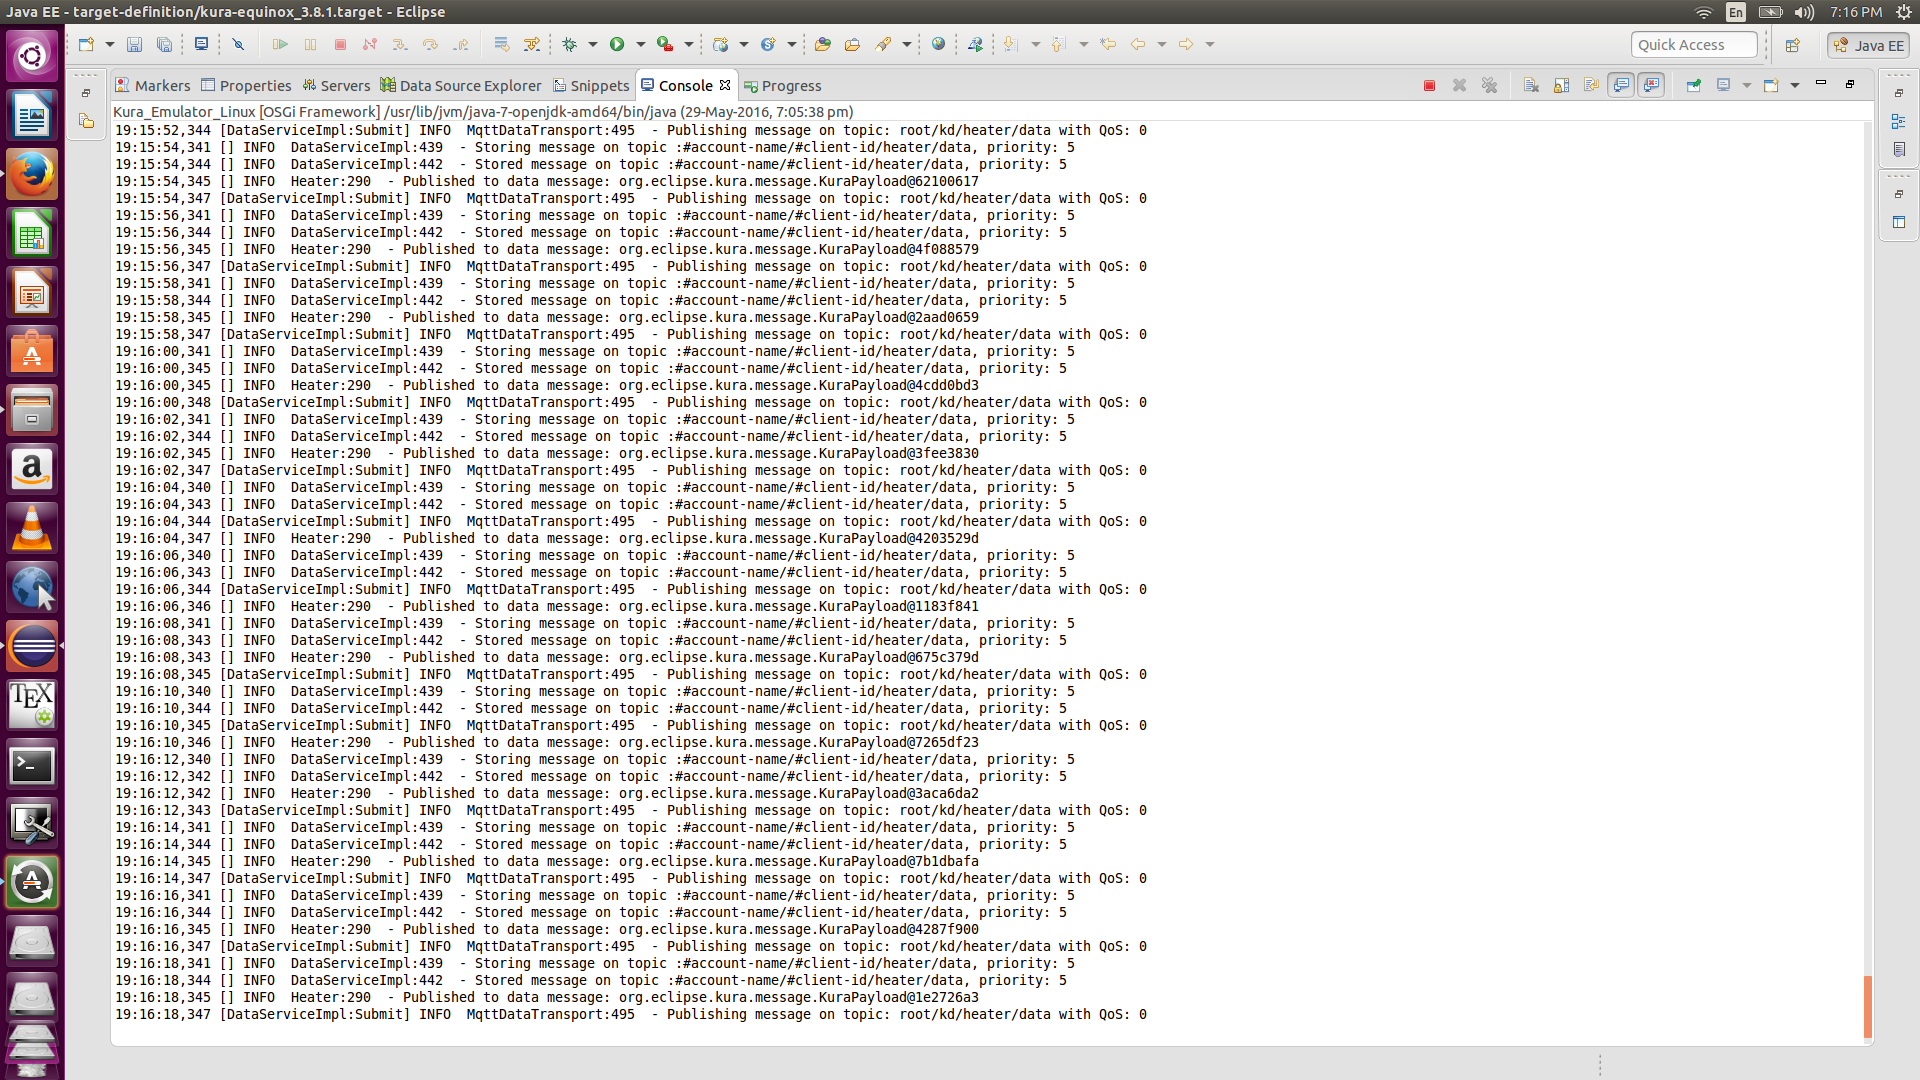 Java EE - target-definition/kura-equinox_3.8.1.target - Eclipse
En
7:16 PM
Quick Access
Java EE
Markers
Properties
Servers
Data Source Explorer
Snippets
Console
Progress
Kura_Emulator_Linux [OSGi Framework] /usr/lib/jvm/java-7-openjdk-amd64/bin/java (29-May-2016, 7:05:38 pm)
19:15:52,344 [DataServiceImpl:Submit] INFO  MqttDataTransport:495  - Publishing message on topic: root/kd/heater/data with QoS: 0
19:15:54,341 [] INFO  DataServiceImpl:439  - Storing message on topic :#account-name/#client-id/heater/data, priority: 5
19:15:54,344 [] INFO  DataServiceImpl:442  - Stored message on topic :#account-name/#client-id/heater/data, priority: 5
19:15:54,345 [] INFO  Heater:290  - Published to data message: org.eclipse.kura.message.KuraPayload@62100617
19:15:54,347 [DataServiceImpl:Submit] INFO  MqttDataTransport:495  - Publishing message on topic: root/kd/heater/data with QoS: 0
19:15:56,341 [] INFO  DataServiceImpl:439  - Storing message on topic :#account-name/#client-id/heater/data, priority: 5
19:15:56,344 [] INFO  DataServiceImpl:442  - Stored message on topic :#account-name/#client-id/heater/data, priority: 5
19:15:56,345 [] INFO  Heater:290  - Published to data message: org.eclipse.kura.message.KuraPayload@4f088579
19:15:56,347 [DataServiceImpl:Submit] INFO  MqttDataTransport:495  - Publishing message on topic: root/kd/heater/data with QoS: 0
19:15:58,341 [] INFO  DataServiceImpl:439  - Storing message on topic :#account-name/#client-id/heater/data, priority: 5
19:15:58,344 [] INFO  DataServiceImpl:442  - Stored message on topic :#account-name/#client-id/heater/data, priority: 5
19:15:58,345 [] INFO  Heater:290  - Published to data message: org.eclipse.kura.message.KuraPayload@2aad0659
19:15:58,347 [DataServiceImpl:Submit] INFO  MqttDataTransport:495  - Publishing message on topic: root/kd/heater/data with QoS: 0
19:16:00,341 [] INFO  DataServiceImpl:439  - Storing message on topic :#account-name/#client-id/heater/data, priority: 5
19:16:00,345 [] INFO  DataServiceImpl:442  - Stored message on topic :#account-name/#client-id/heater/data, priority: 5
19:16:00,345 [] INFO  Heater:290  - Published to data message: org.eclipse.kura.message.KuraPayload@4cdd0bd3
19:16:00,348 [DataServiceImpl:Submit] INFO  MqttDataTransport:495  - Publishing message on topic: root/kd/heater/data with QoS: 0
19:16:02,341 [] INFO  DataServiceImpl:439  - Storing message on topic :#account-name/#client-id/heater/data, priority: 5
19:16:02,344 [] INFO  DataServiceImpl:442  - Stored message on topic :#account-name/#client-id/heater/data, priority: 5
19:16:02,345 [] INFO  Heater:290  - Published to data message: org.eclipse.kura.message.KuraPayload@3fee3830
19:16:02,347 [DataServiceImpl:Submit] INFO  MqttDataTransport:495  - Publishing message on topic: root/kd/heater/data with QoS: 0
19:16:04,340 [] INFO  DataServiceImpl:439  - Storing message on topic :#account-name/#client-id/heater/data, priority: 5
19:16:04,343 [] INFO  DataServiceImpl:442  - Stored message on topic :#account-name/#client-id/heater/data, priority: 5
19:16:04,344 [DataServiceImpl:Submit] INFO  MqttDataTransport:495  - Publishing message on topic: root/kd/heater/data with QoS: 0
19:16:04,347 [] INFO  Heater:290  - Published to data message: org.eclipse.kura.message.KuraPayload@4203529d
19:16:06,340 [] INFO  DataServiceImpl:439  - Storing message on topic :#account-name/#client-id/heater/data, priority: 5
19:16:06,343 [] INFO  DataServiceImpl:442  - Stored message on topic :#account-name/#client-id/heater/data, priority: 5
19:16:06,344 [DataServiceImpl:Submit] INFO  MqttDataTransport:495  - Publishing message on topic: root/kd/heater/data with QoS: 0
19:16:06,346 [] INFO  Heater:290  - Published to data message: org.eclipse.kura.message.KuraPayload@1183f841
19:16:08,341 [] INFO  DataServiceImpl:439  - Storing message on topic :#account-name/#client-id/heater/data, priority: 5
19:16:08,343 [] INFO  DataServiceImpl:442  - Stored message on topic :#account-name/#client-id/heater/data, priority: 5
19:16:08,343 [] INFO  Heater:290  - Published to data message: org.eclipse.kura.message.KuraPayload@675c379d
19:16:08,345 [DataServiceImpl:Submit] INFO  MqttDataTransport:495  - Publishing message on topic: root/kd/heater/data with QoS: 0
19:16:10,340 [] INFO  DataServiceImpl:439  - Storing message on topic :#account-name/#client-id/heater/data, priority: 5
19:16:10,344 [] INFO  DataServiceImpl:442  - Stored message on topic :#account-name/#client-id/heater/data, priority: 5
19:16:10,345 [DataServiceImpl:Submit] INFO  MqttDataTransport:495  - Publishing message on topic: root/kd/heater/data with QoS: 0
19:16:10,346 [] INFO  Heater:290  - Published to data message: org.eclipse.kura.message.KuraPayload@7265df23
19:16:12,340 [] INFO  DataServiceImpl:439  - Storing message on topic :#account-name/#client-id/heater/data, priority: 5
19:16:12,342 [] INFO  DataServiceImpl:442  - Stored message on topic :#account-name/#client-id/heater/data, priority: 5
19:16:12,342 [] INFO  Heater:290  - Published to data message: org.eclipse.kura.message.KuraPayload@3aca6da2
19:16:12,343 [DataServiceImpl:Submit] INFO  MqttDataTransport:495  - Publishing message on topic: root/kd/heater/data with QoS: 0
19:16:14,341 [] INFO  DataServiceImpl:439  - Storing message on topic :#account-name/#client-id/heater/data, priority: 5
19:16:14,344 [] INFO  DataServiceImpl:442  - Stored message on topic :#account-name/#client-id/heater/data, priority: 5
19:16:14,345 [] INFO  Heater:290  - Published to data message: org.eclipse.kura.message.KuraPayload@7b1dbafa
19:16:14,347 [DataServiceImpl:Submit] INFO  MqttDataTransport:495  - Publishing message on topic: root/kd/heater/data with QoS: 0
19:16:16,341 [] INFO  DataServiceImpl:439  - Storing message on topic :#account-name/#client-id/heater/data, priority: 5
19:16:16,344 [] INFO  DataServiceImpl:442  - Stored message on topic :#account-name/#client-id/heater/data, priority: 5
19:16:16,345 [] INFO  Heater:290  - Published to data message: org.eclipse.kura.message.KuraPayload@4287f900
19:16:16,347 [DataServiceImpl:Submit] INFO  MqttDataTransport:495  - Publishing message on topic: root/kd/heater/data with QoS: 0
19:16:18,341 [] INFO  DataServiceImpl:439  - Storing message on topic :#account-name/#client-id/heater/data, priority: 5
19:16:18,344 [] INFO  DataServiceImpl:442  - Stored message on topic :#account-name/#client-id/heater/data, priority: 5
19:16:18,345 [] INFO  Heater:290  - Published to data message: org.eclipse.kura.message.KuraPayload@1e2726a3
19:16:18,347 [DataServiceImpl:Submit] INFO  MqttDataTransport:495  - Publishing message on topic: root/kd/heater/data with QoS: 0
a
TEX